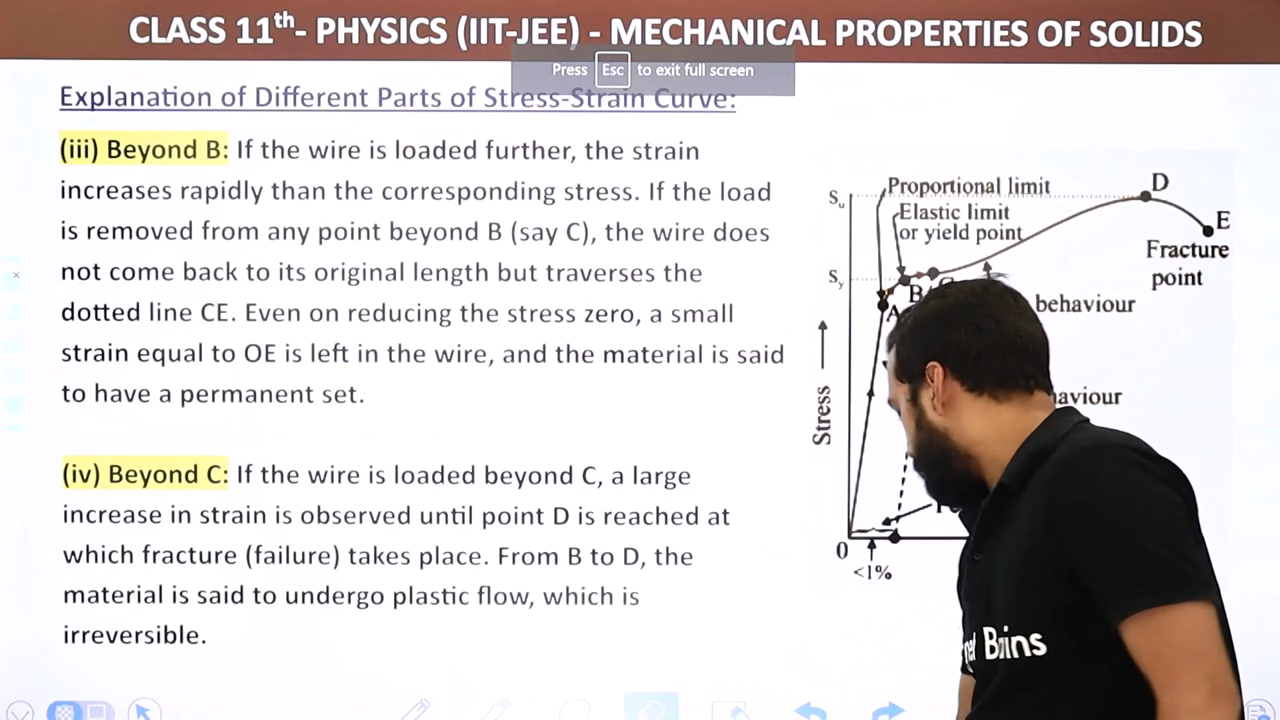 CLASS 11th- PHYSICS (IIT-JEE) - MECHANICAL PROPERTIES OF SOLIDS
Press Esc to exit full screen
Explanation of Different Parts of Stress-Strain Curve:
(iii) Beyond B: If the wire is loaded further, the strain
increases rapidly than the corresponding stress. If the load
is removed from any point beyond B (say C), the wire does
not come back to its original length but traverses the
dotted line CE. Even on reducing the stress zero, a small
strain equal to OE is left in the wire, and the material is said
to have a permanent set.
(iv) Beyond C: If the wire is loaded beyond C, a large
increase in strain is observed until point D is reached at
which fracture (failure) takes place. From B to D, the
material is said to undergo plastic flow, which is
irreversible.
Proportional limit
D
Su
Elastic limit
or yield point
E
Fracture
point
Sy
B
A
behaviour
Stress
0
<1%
Brains